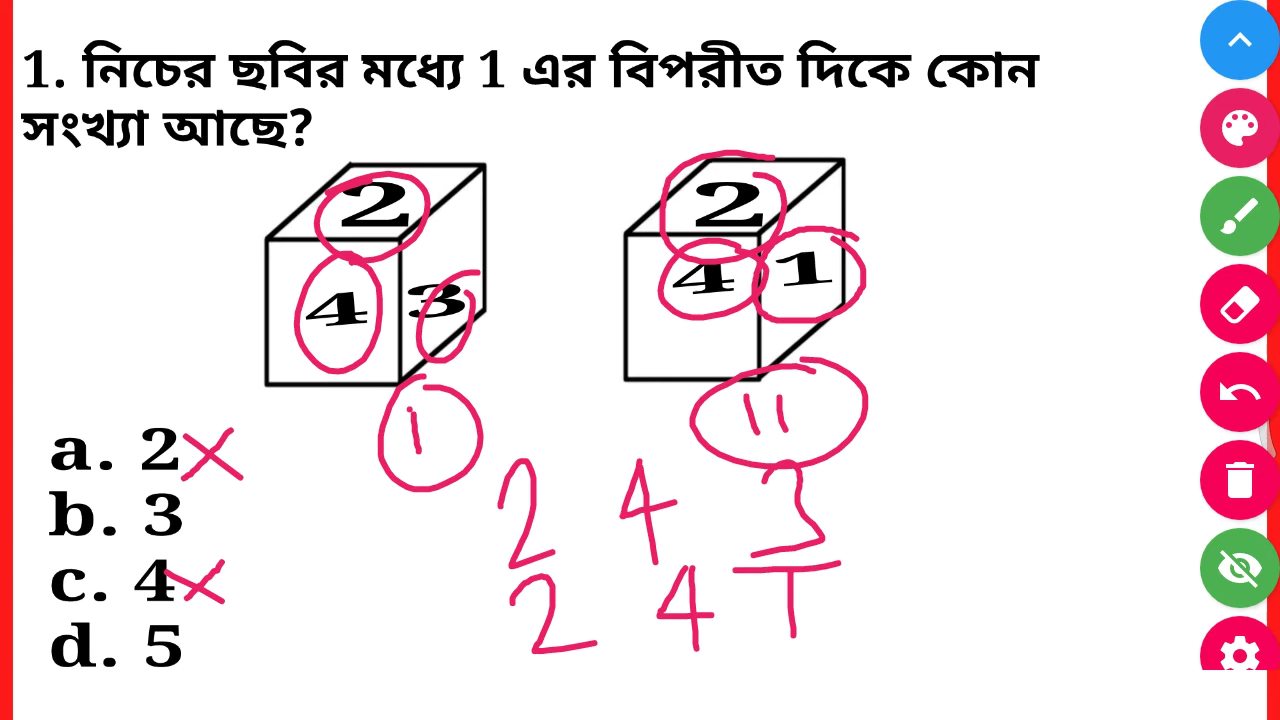 1. নিচের ছবির মধ্যে 1 এর বিপরীত দিকে কোন
সংখ্যা আছে?
2
4 3
2
4 1
1
11
a. 2 ×
b. 3
c. 4 ×
d. 5
2 4 3
2 4 1